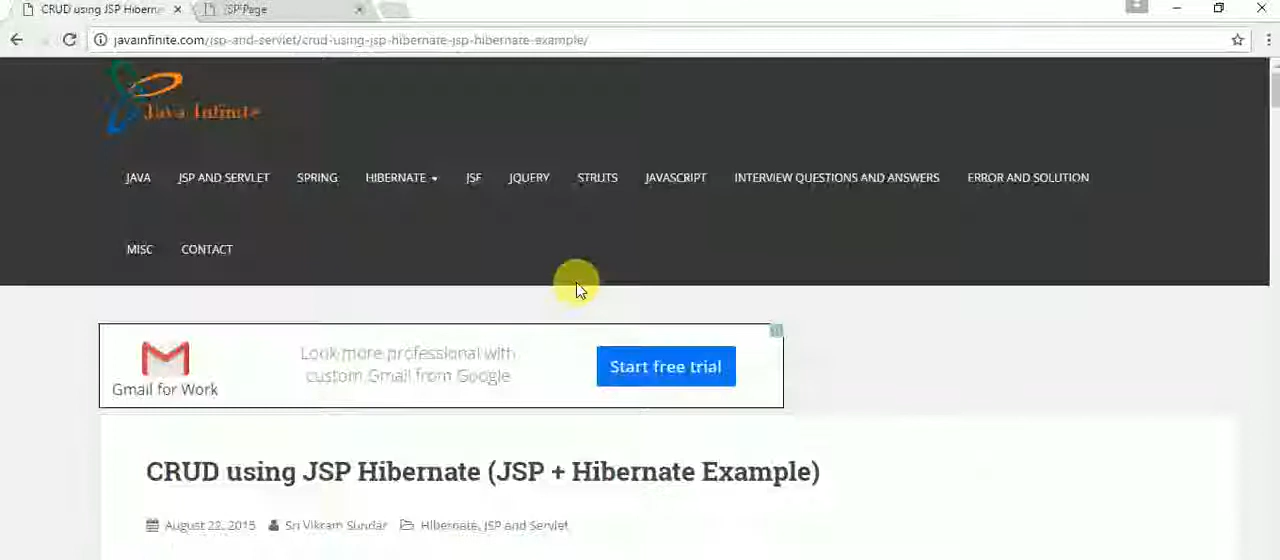 CRUD using JSP Hibern
JSP Page
javainfinite.com/jsp-and-servlet/crud-using-jsp-hibernate-jsp-hibernate-example/
Java Infinite
JAVA JSP AND SERVLET SPRING HIBERNATE JSF JQUERY STRUTS JAVASCRIPT INTERVIEW QUESTIONS AND ANSWERS ERROR AND SOLUTION
MISC CONTACT
Gmail for Work
Look more professional with
custom Gmail from Google
Start free trial
CRUD using JSP Hibernate (JSP + Hibernate Example)
August 22, 2015 Sri Vikram Sundar Hibernate, JSP and Servlet